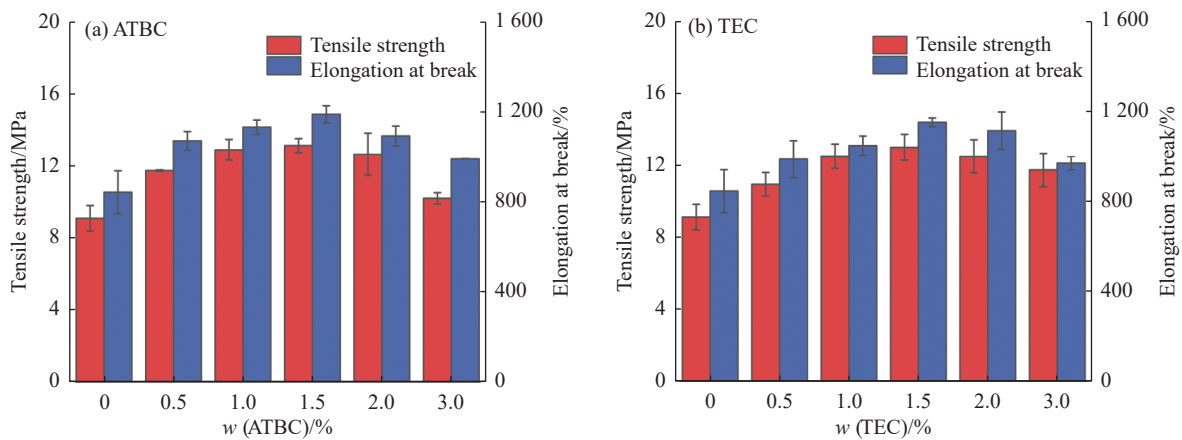 (a) ATBC
Tensile strength
Elongation at break
Tensile strength/MPa
20
16
12
8
4
0
Elongation at break/%
1 600
1200
800
400
0
0 0.5 1.0 1.5 2.0 3.0
w (ATBC)/%
(b) TEC
Tensile strength
Elongation at break
Tensile strength/MPa
20
16
12
8
4
0
Elongation at break/%
1 600
1 200
800
400
0
0 0.5 1.0 1.5 2.0 3.0
w (TEC)/%